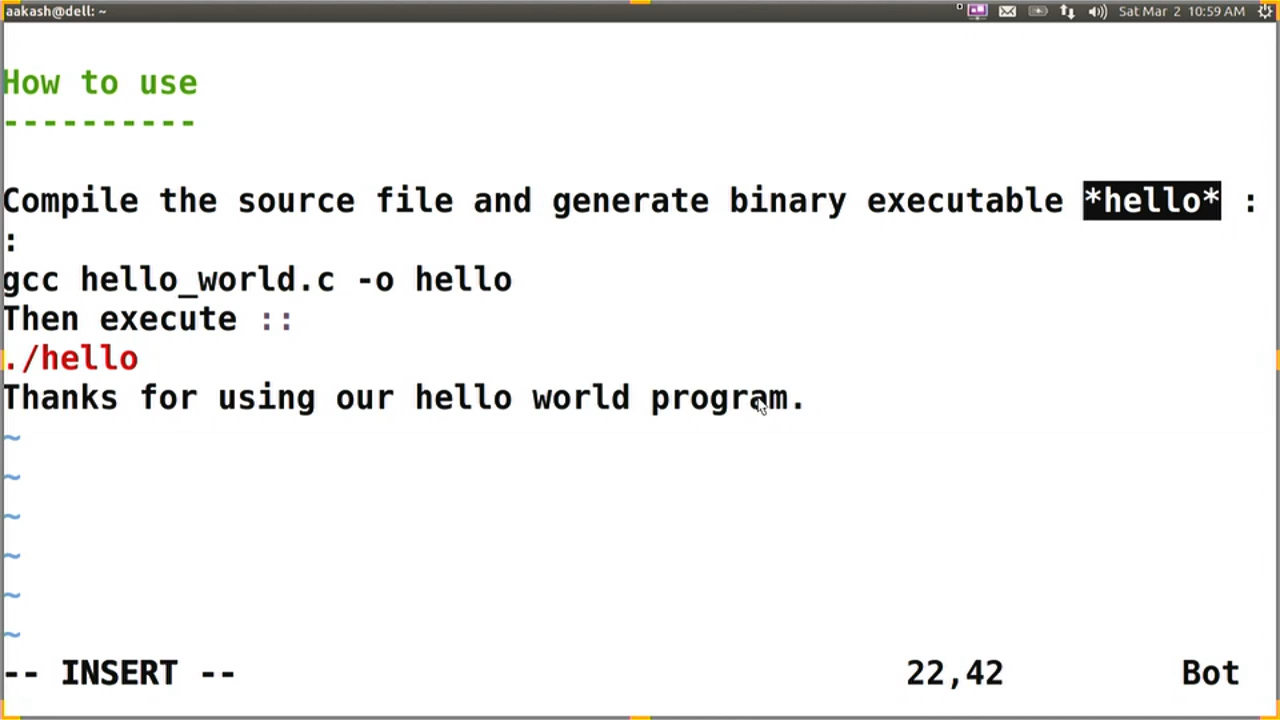 aakash@dell: ~
Sat Mar 2 10:59 AM
How to use
----------
Compile the source file and generate binary executable *hello* :
:
gcc hello_world.c -o hello
Then execute ::
./hello
Thanks for using our hello world program.
~
~
~
~
~
~
-- INSERT -- 22,42 Bot